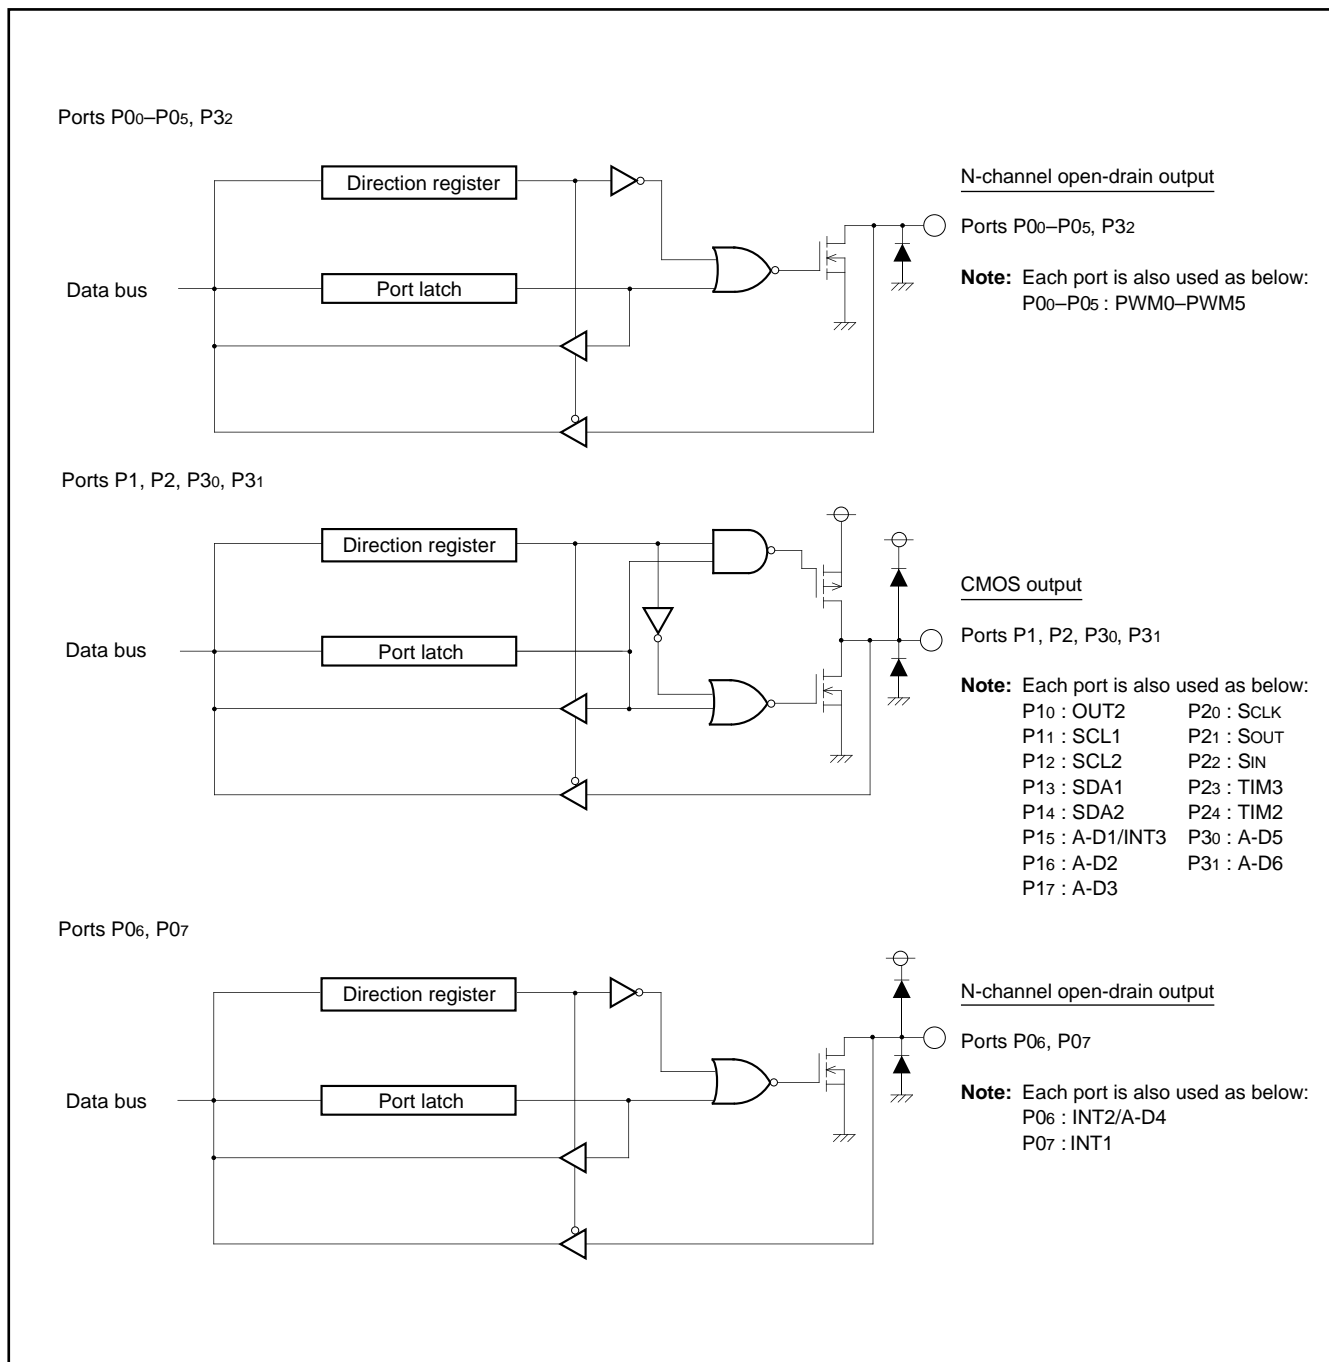 Ports P00–P05, P32
Direction register
N-channel open-drain output
Ports P00–P05, P32
Data bus
Port latch
Note: Each port is also used as below:
P00–P05 : PWM0–PWM5
Ports P1, P2, P30, P31
Direction register
CMOS output
Data bus
Port latch
Ports P1, P2, P30, P31
Note: Each port is also used as below:
P10 : OUT2 P20 : SCLK
P11 : SCL1 P21 : SOUT
P12 : SCL2 P22 : SIN
P13 : SDA1 P23 : TIM3
P14 : SDA2 P24 : TIM2
P15 : A-D1/INT3 P30 : A-D5
P16 : A-D2 P31 : A-D6
P17 : A-D3
Ports P06, P07
Direction register
N-channel open-drain output
Ports P06, P07
Data bus
Port latch
Note: Each port is also used as below:
P06 : INT2/A-D4
P07 : INT1